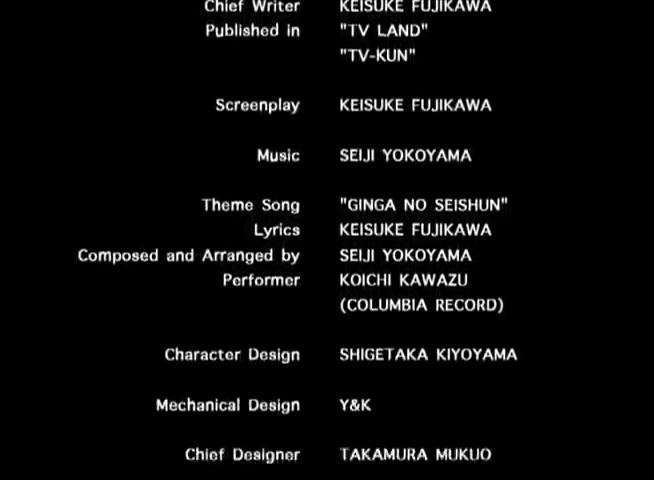 Chief Writer KEISUKE FUJIKAWA
Published in "TV LAND"
"TV-KUN"
Screenplay KEISUKE FUJIKAWA
Music SEIJI YOKOYAMA
Theme Song "GINGA NO SEISHUN"
Lyrics KEISUKE FUJIKAWA
Composed and Arranged by SEIJI YOKOYAMA
Performer KOICHI KAWAZU
(COLUMBIA RECORD)
Character Design SHIGETAKA KIYOYAMA
Mechanical Design Y&K
Chief Designer TAKAMURA MUKUO